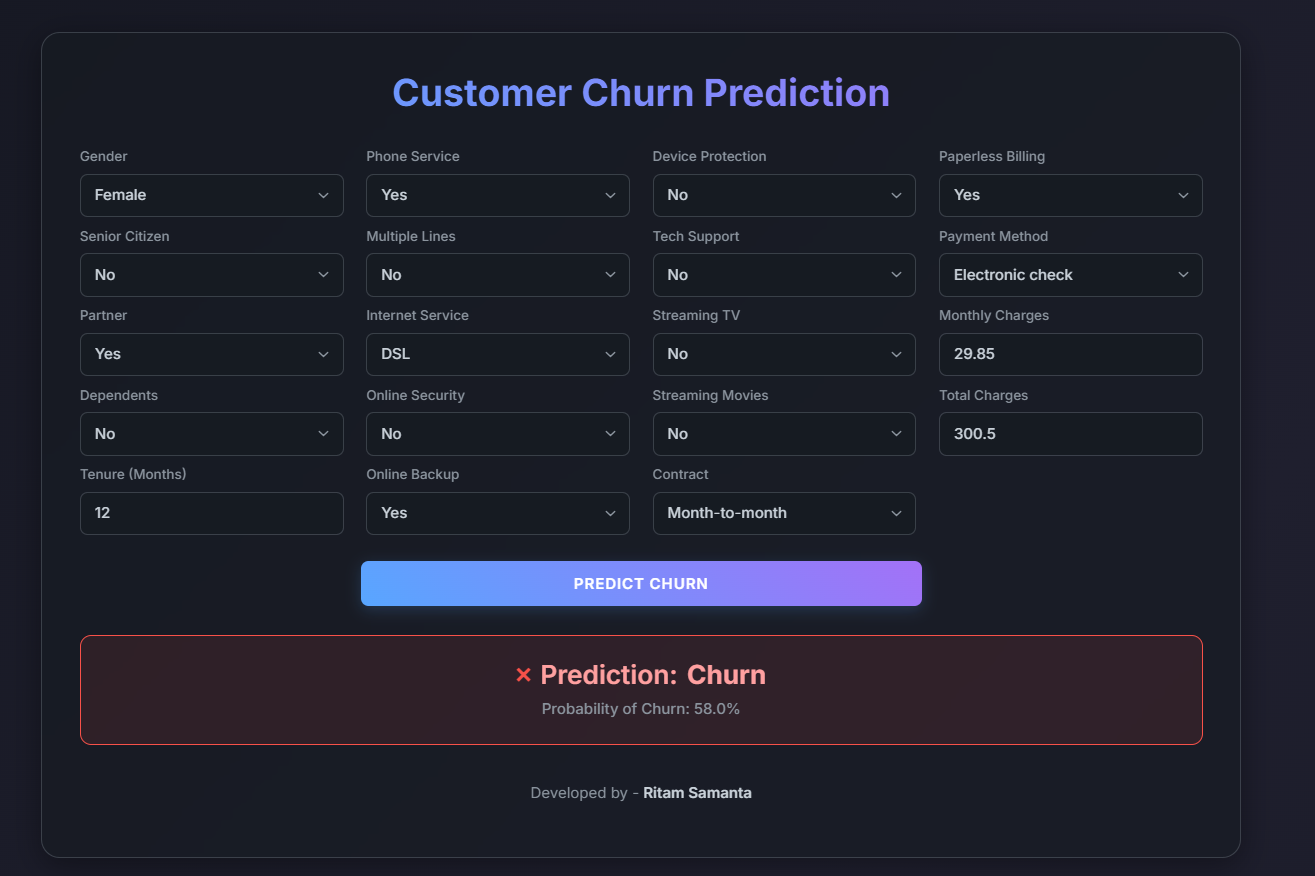 Customer Churn Prediction
Gender Phone Service Device Protection Paperless Billing
Female Yes No Yes
Senior Citizen Multiple Lines Tech Support Payment Method
No No No Electronic check
Partner Internet Service Streaming TV Monthly Charges
Yes DSL No 29.85
Dependents Online Security Streaming Movies Total Charges
No No No 300.5
Tenure (Months) Online Backup Contract
12 Yes Month-to-month
PREDICT CHURN
× Prediction: Churn
Probability of Churn: 58.0%
Developed by - Ritam Samanta